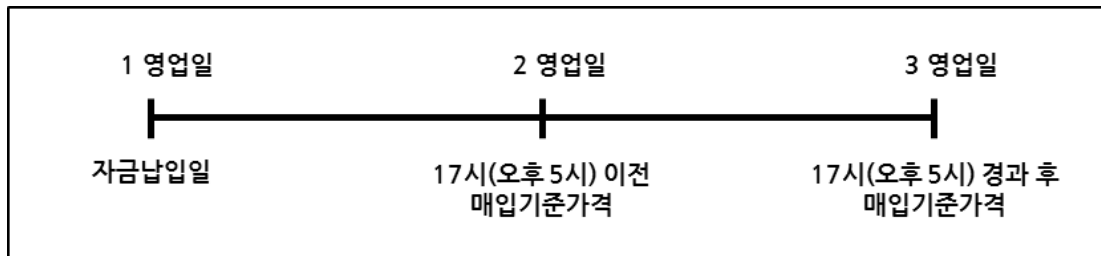 1 영업일
2 영업일
3 영업일
자금납입일
17시(오후 5시) 이전
매입기준가격
17시(오후 5시) 경과 후
매입기준가격